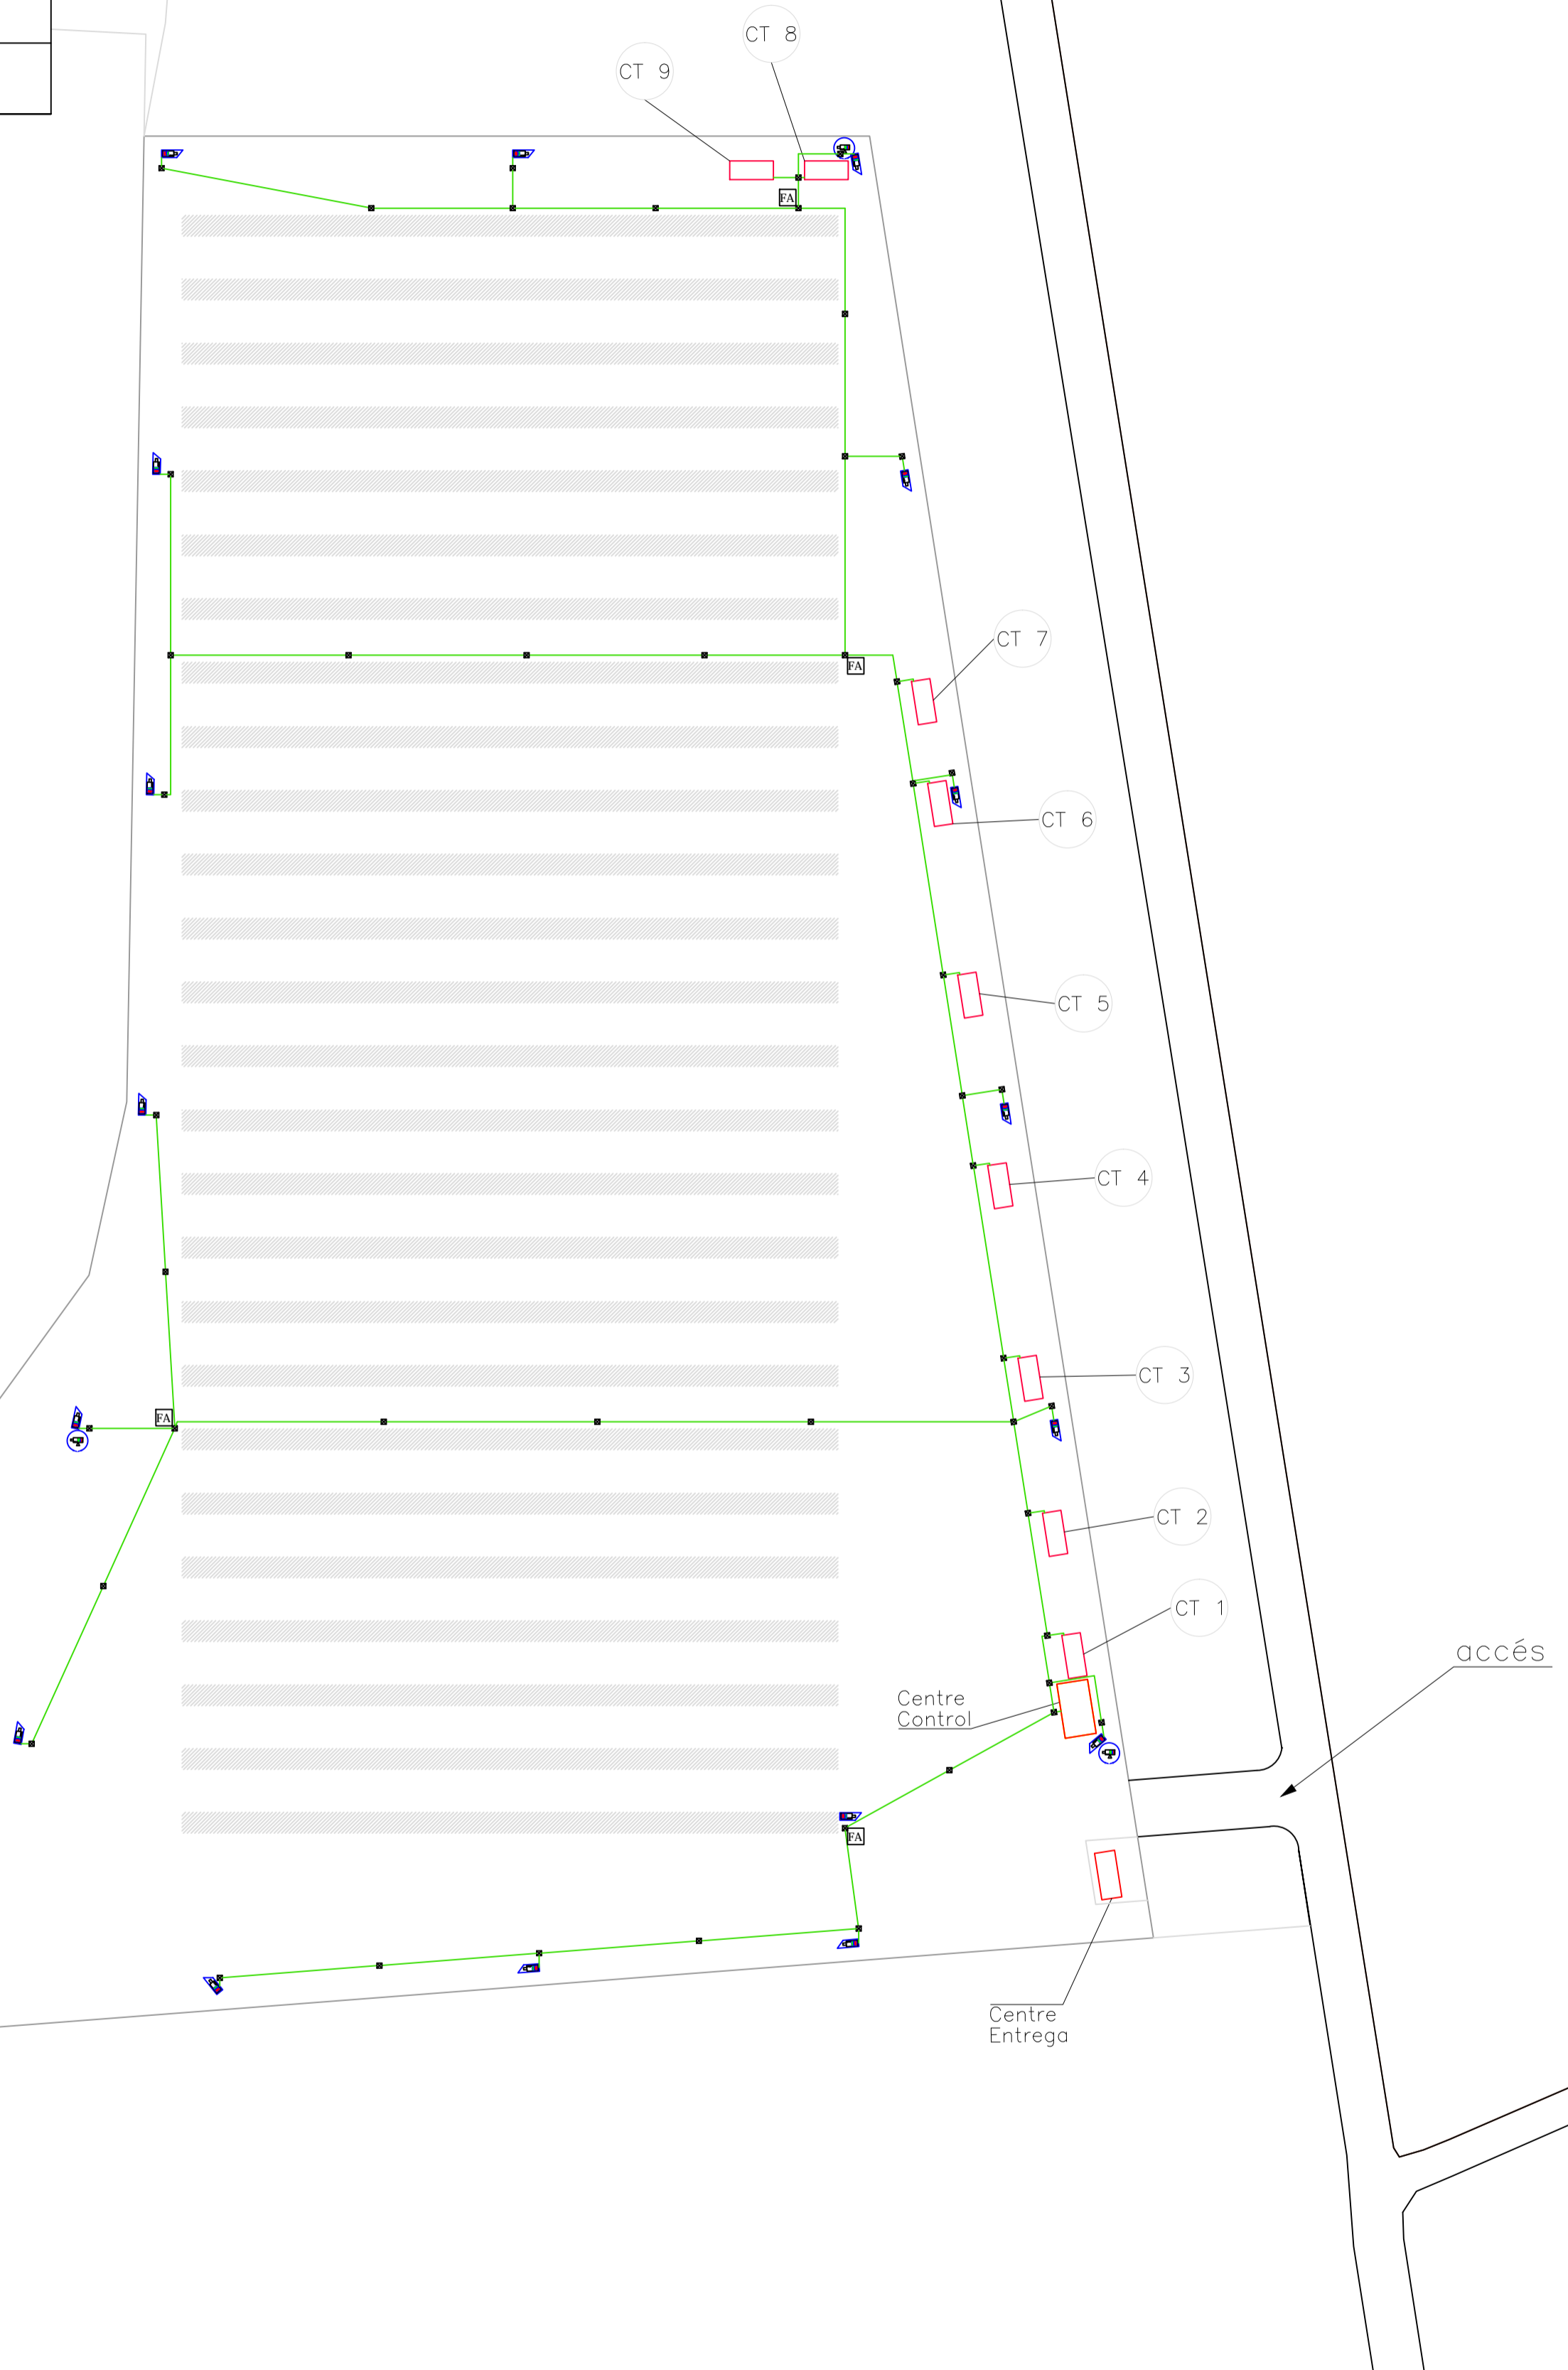 CT 8
CT 9
FA
CT 7
FA
CT 6
CT 5
CT 4
CT 3
FA
CT 2
CT 1
accés
Centre
Control
FA
Centre
Entrega